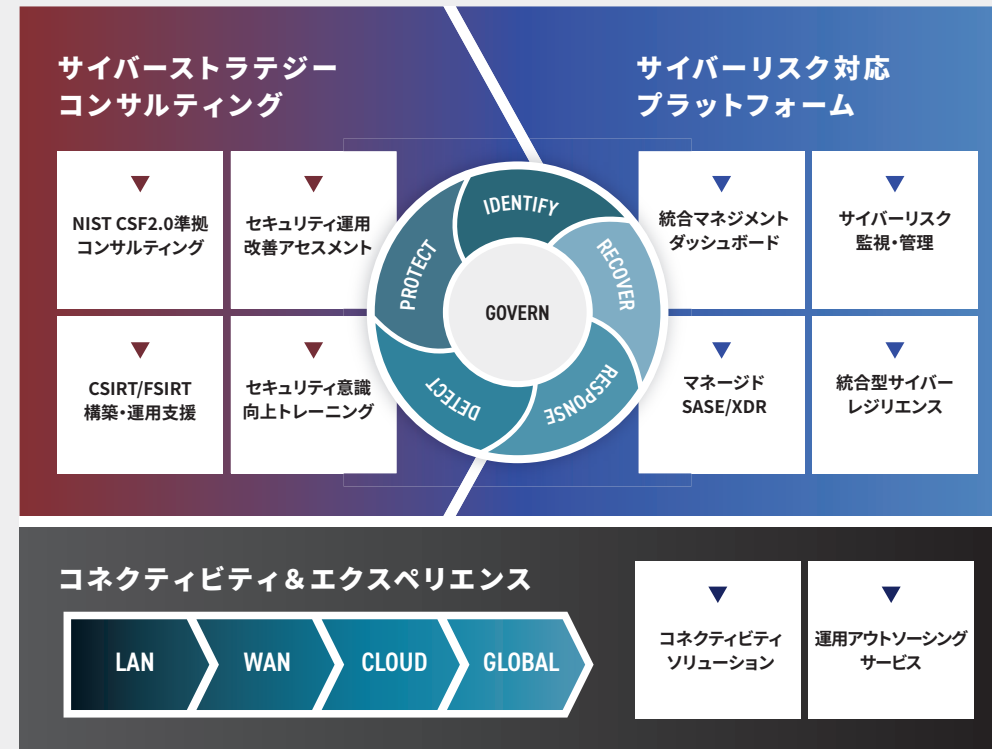 サイバーストラテジー
コンサルティング
NIST CSF2.0準拠
コンサルティング
セキュリティ運用
改善アセスメント
CSIRT/FSIRT
構築・運用支援
セキュリティ意識
向上トレーニング
IDENTIFY
RECOVER
RESPONSE
DETECT
PROTECT
GOVERN
サイバーリスク対応
プラットフォーム
統合マネジメント
ダッシュボード
サイバーリスク
監視・管理
マネージド
SASE/XDR
統合型サイバー
レジリエンス
コネクティビティ&エクスペリエンス
LAN
WAN
CLOUD
GLOBAL
コネクティビティ
ソリューション
運用アウトソーシング
サービス